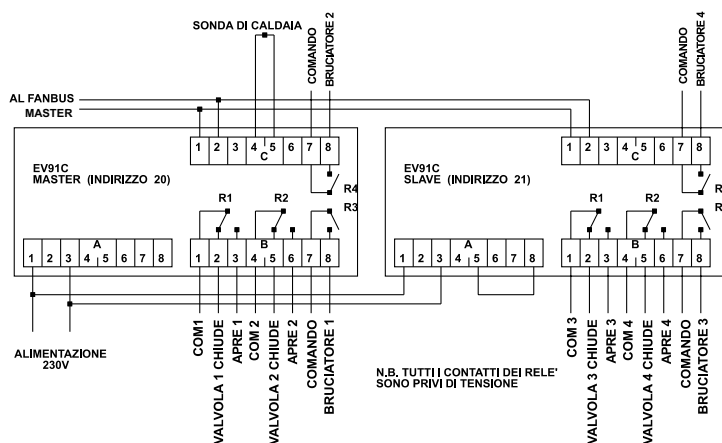 SONDA DI CALDAIA
COMANDO
BRUCIATORE 2
COMANDO
BRUCIATORE 4
AL FANBUS
MASTER
1 2 3 4 5 6 7 8
C
1 2 3 4 5 6 7 8
C
EV91C
MASTER (INDIRIZZO 20)
EV91C
SLAVE (INDIRIZZO 21)
R4
R1
R2
R3
R
R1
R2
R
A
1 2 3 4 5 6 7 8
B
1 2 3 4 5 6 7 8
A
1 2 3 4 5 6 7 8
B
1 2 3 4 5 6 7 8
ALIMENTAZIONE
230V
COM1
VALVOLA 1 CHIUDE
APRE 1
COM 2
VALVOLA 2 CHIUDE
APRE 2
COMANDO
BRUCIATORE 1
N.B. TUTTI I CONTATTI DEI RELE'
SONO PRIVI DI TENSIONE
COM 3
VALVOLA 3 CHIUDE
APRE 3
COM 4
VALVOLA 4 CHIUDE
APRE 4
COMANDO
BRUCIATORE 3